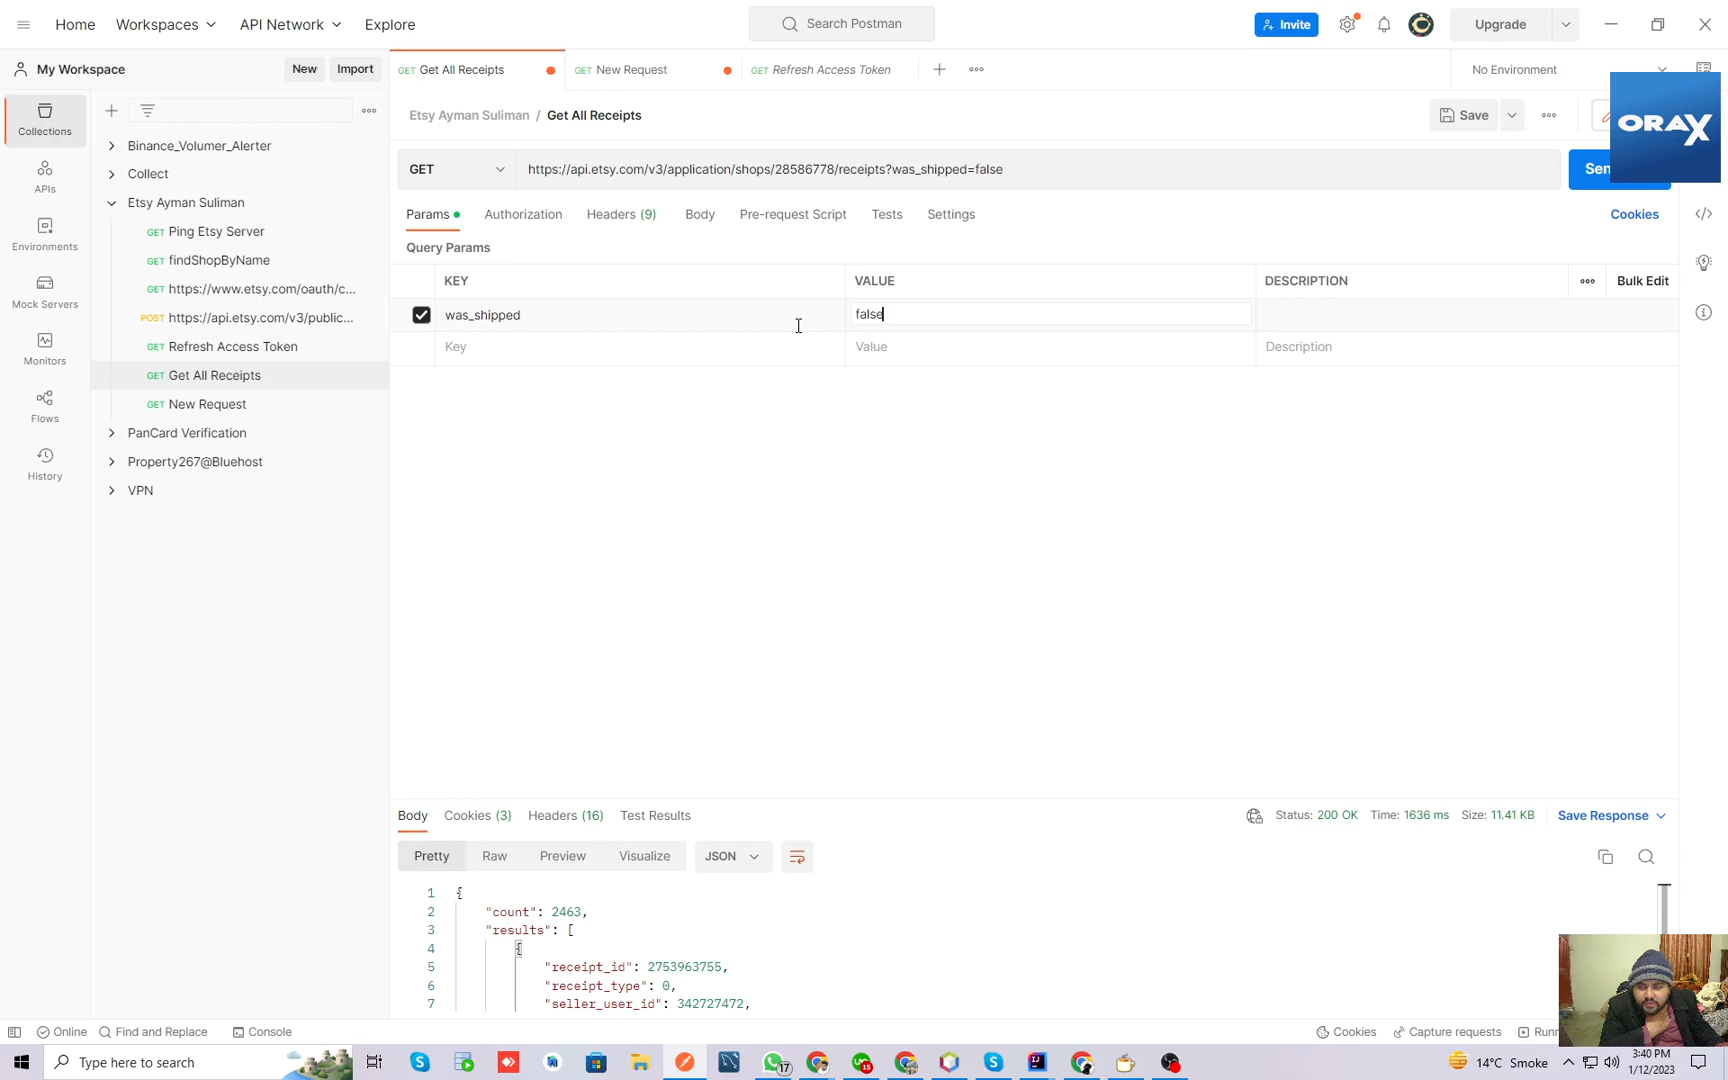 Home Workspaces API Network Explore Search Postman Invite Upgrade
My Workspace New Import GET Get All Receipts GET New Request GET Refresh Access Token No Environment
Collections
Etsy Ayman Suliman / Get All Receipts Save
ORAX
Binance_Volumer_Alerter
Collect
Etsy Ayman Suliman
GET Ping Etsy Server
GET findShopByName
GET https://www.etsy.com/oauth/c...
POST https://api.etsy.com/v3/public...
GET Refresh Access Token
GET Get All Receipts
GET New Request
PanCard Verification
Property267@Bluehost
VPN
APIs
Environments
Mock Servers
Monitors
Flows
History
GET https://api.etsy.com/v3/application/shops/28586778/receipts?was_shipped=false
Params Authorization Headers (9) Body Pre-request Script Tests Settings Cookies
Query Params
KEY VALUE DESCRIPTION Bulk Edit
was_shipped false
Key Value Description
Body Cookies (3) Headers (16) Test Results Status: 200 OK Time: 1636 ms Size: 11.41 KB Save Response
Pretty Raw Preview Visualize JSON
1 {
2 "count": 2463,
3 "results": [
4 {
5 "receipt_id": 2753963755,
6 "receipt_type": 0,
7 "seller_user_id": 342727472,
Online Find and Replace Console Cookies Capture requests
Type here to search 17 14°C Smoke 3:40 PM
1/12/2023